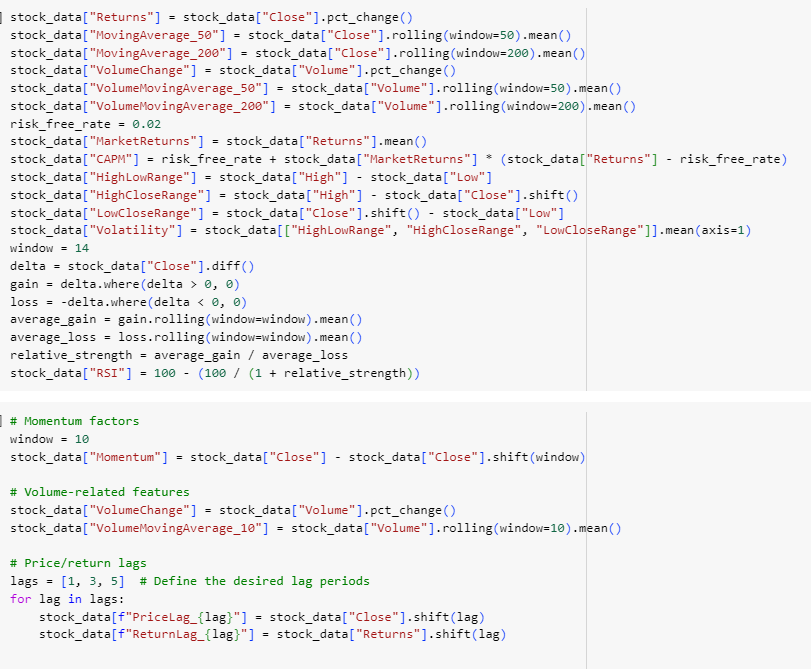 stock_data["Returns"] = stock_data["Close"].pct_change()
stock_data["MovingAverage_50"] = stock_data["Close"].rolling(window=50).mean()
stock_data["MovingAverage_200"] = stock_data["Close"].rolling(window=200).mean()
stock_data["VolumeChange"] = stock_data["Volume"].pct_change()
stock_data["VolumeMovingAverage_50"] = stock_data["Volume"].rolling(window=50).mean()
stock_data["VolumeMovingAverage_200"] = stock_data["Volume"].rolling(window=200).mean()
risk_free_rate = 0.02
stock_data["MarketReturns"] = stock_data["Returns"].mean()
stock_data["CAPM"] = risk_free_rate + stock_data["MarketReturns"] * (stock_data["Returns"] - risk_free_rate)
stock_data["HighLowRange"] = stock_data["High"] - stock_data["Low"]
stock_data["HighCloseRange"] = stock_data["High"] - stock_data["Close"].shift()
stock_data["LowCloseRange"] = stock_data["Close"].shift() - stock_data["Low"]
stock_data["Volatility"] = stock_data[["HighLowRange", "HighCloseRange", "LowCloseRange"]].mean(axis=1)
window = 14
delta = stock_data["Close"].diff()
gain = delta.where(delta > 0, 0)
loss = -delta.where(delta < 0, 0)
average_gain = gain.rolling(window=window).mean()
average_loss = loss.rolling(window=window).mean()
relative_strength = average_gain / average_loss
stock_data["RSI"] = 100 - (100 / (1 + relative_strength))
# Momentum factors
window = 10
stock_data["Momentum"] = stock_data["Close"] - stock_data["Close"].shift(window)
# Volume-related features
stock_data["VolumeChange"] = stock_data["Volume"].pct_change()
stock_data["VolumeMovingAverage_10"] = stock_data["Volume"].rolling(window=10).mean()
# Price/return lags
lags = [1, 3, 5]  # Define the desired lag periods
for lag in lags:
    stock_data[f"PriceLag_{lag}"] = stock_data["Close"].shift(lag)
    stock_data[f"ReturnLag_{lag}"] = stock_data["Returns"].shift(lag)